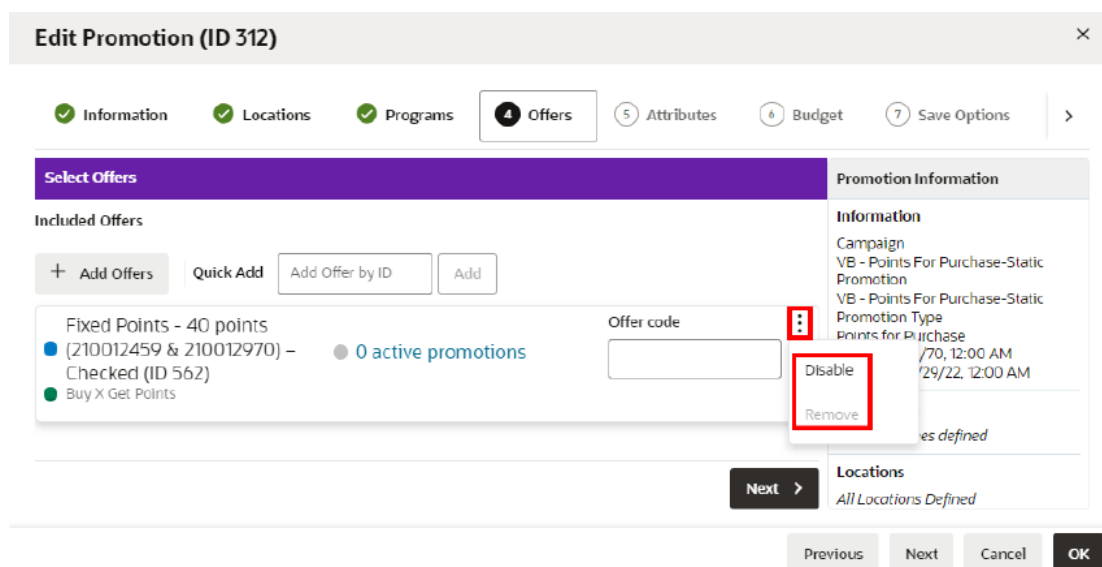 Edit Promotion (ID 312)
Information
Locations
Programs
4 Offers
5 Attributes
6 Budget
7 Save Options
Select Offers
Included Offers
+ Add Offers
Quick Add
Add Offer by ID
Add
Fixed Points - 40 points
(210012459 & 210012970) –
Checked (ID 562)
Buy X Get Points
0 active promotions
Offer code
Disable
Remove
Next
Promotion Information
Information
Campaign
VB - Points For Purchase-Static
Promotion
VB - Points For Purchase-Static
Promotion Type
Points for Purchase
/70, 12:00 AM
/29/22, 12:00 AM
es defined
Locations
All Locations Defined
Previous
Next
Cancel
OK